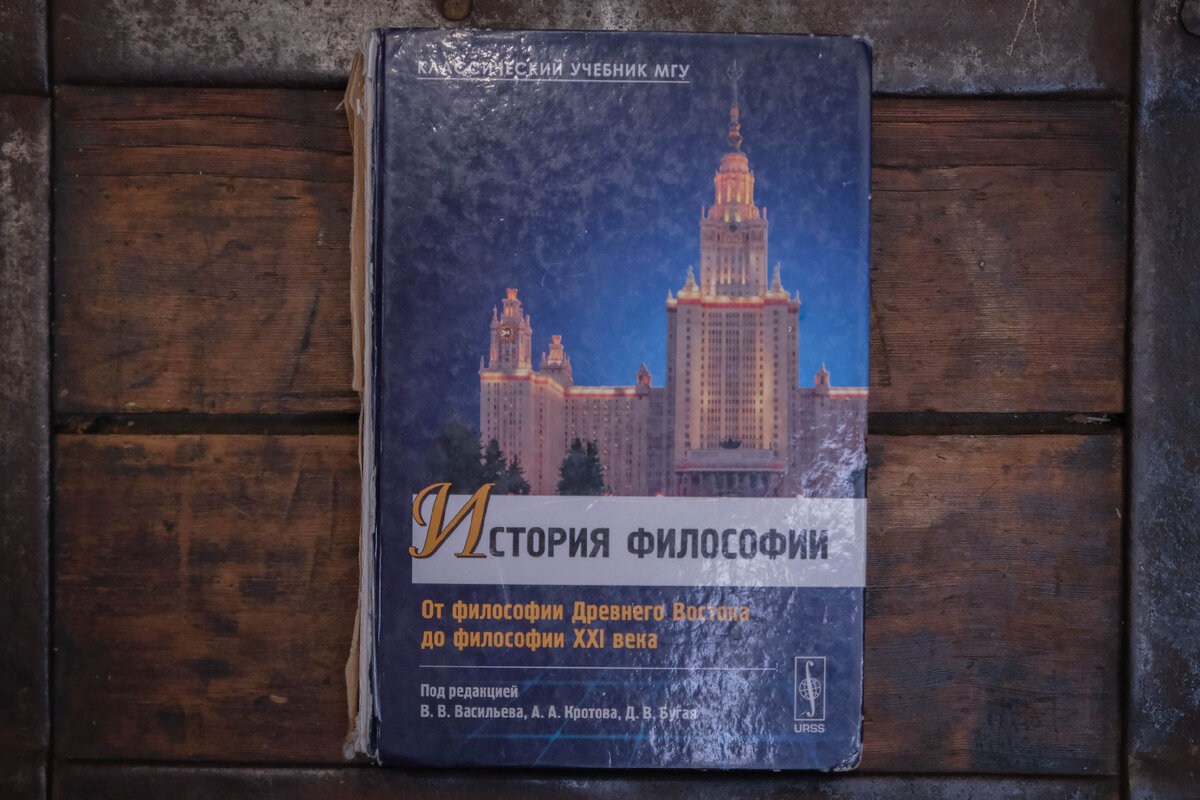 КЛАССИЧЕСКИЙ УЧЕБНИК МГУ
ИСТОРИЯ ФИЛОСОФИИ
От философии Древнего Востока
до философии XXI века
Под редакцией
В. В. Васильева, А. А. Кротова, Д. В. Бугая
URSS